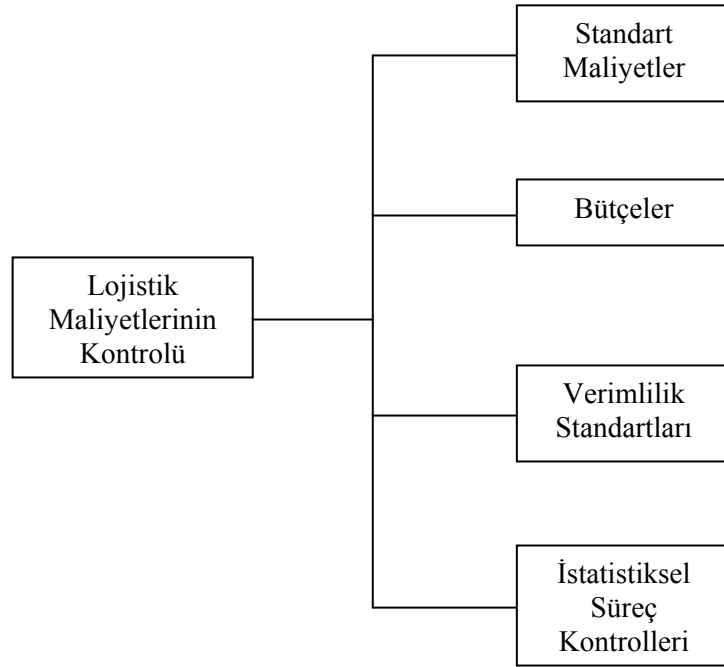 Standart
Maliyetler
Bütçeler
Lojistik
Maliyetlerinin
Kontrolü
Verimlilik
Standartları
İstatistiksel
Süreç
Kontrolleri